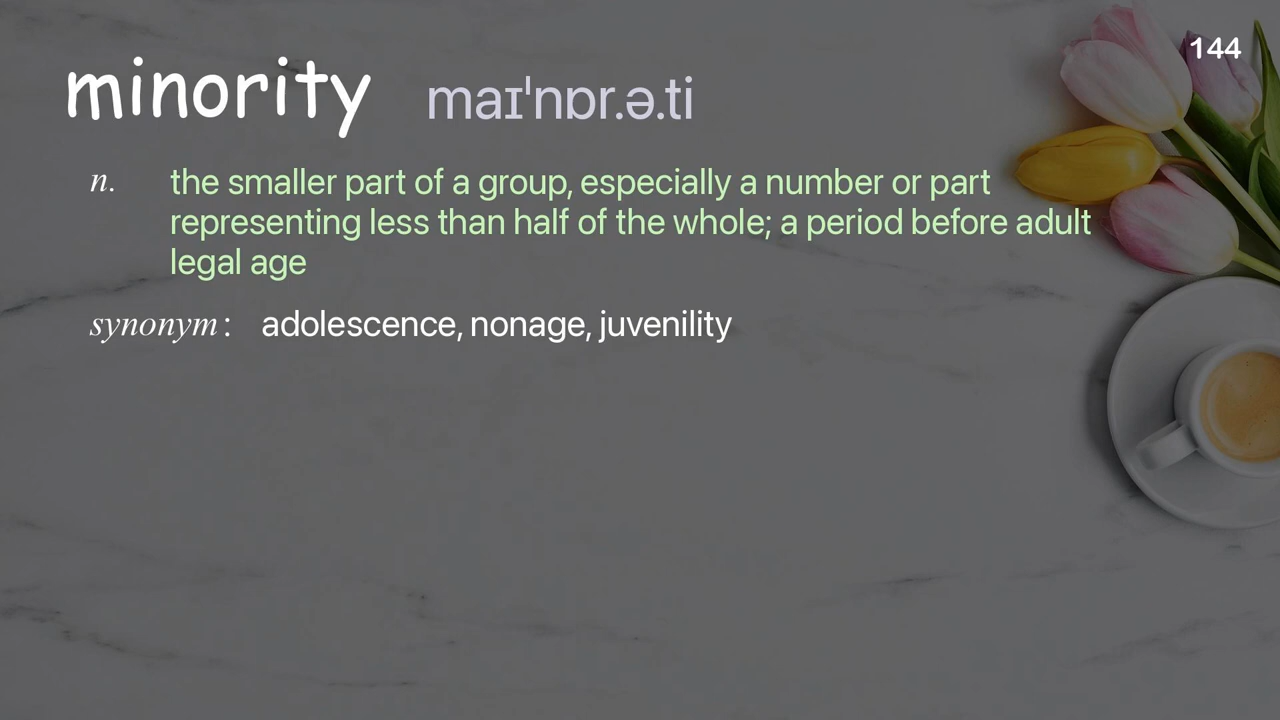 144
minority maɪˈnɒr.ə.ti
n. the smaller part of a group, especially a number or part
representing less than half of the whole; a period before adult
legal age
synonym: adolescence, nonage, juvenility